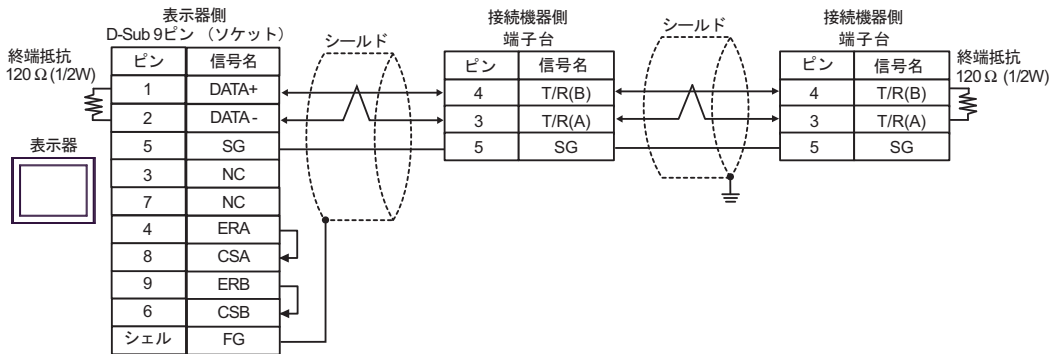 表示器側
D-Sub 9ピン （ソケット）
終端抵抗
120 Ω (1/2W)
ピン 信号名
1 DATA+
2 DATA-
5 SG
3 NC
7 NC
4 ERA
8 CSA
9 ERB
6 CSB
シェル FG
表示器
シールド
接続機器側
端子台
ピン 信号名
4 T/R(B)
3 T/R(A)
5 SG
シールド
接続機器側
端子台
ピン 信号名
4 T/R(B)
3 T/R(A)
5 SG
終端抵抗
120 Ω (1/2W)